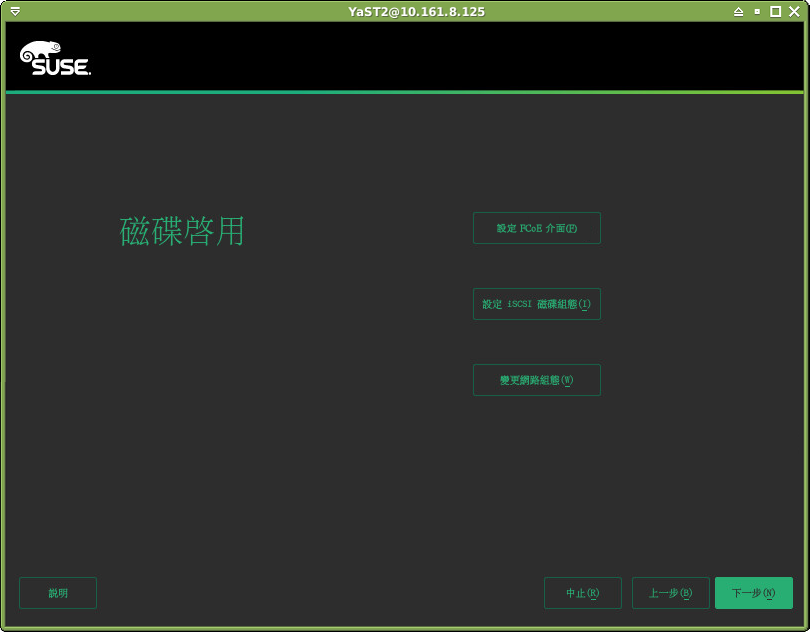 YaST2@10.161.8.125
SUSE.
磁碟啓用
設定 FCoE 介面(F)
設定 iSCSI 磁碟組態(I)
變更網路組態(W)
説明
中止(R)
上一步(B)
下一步(N)